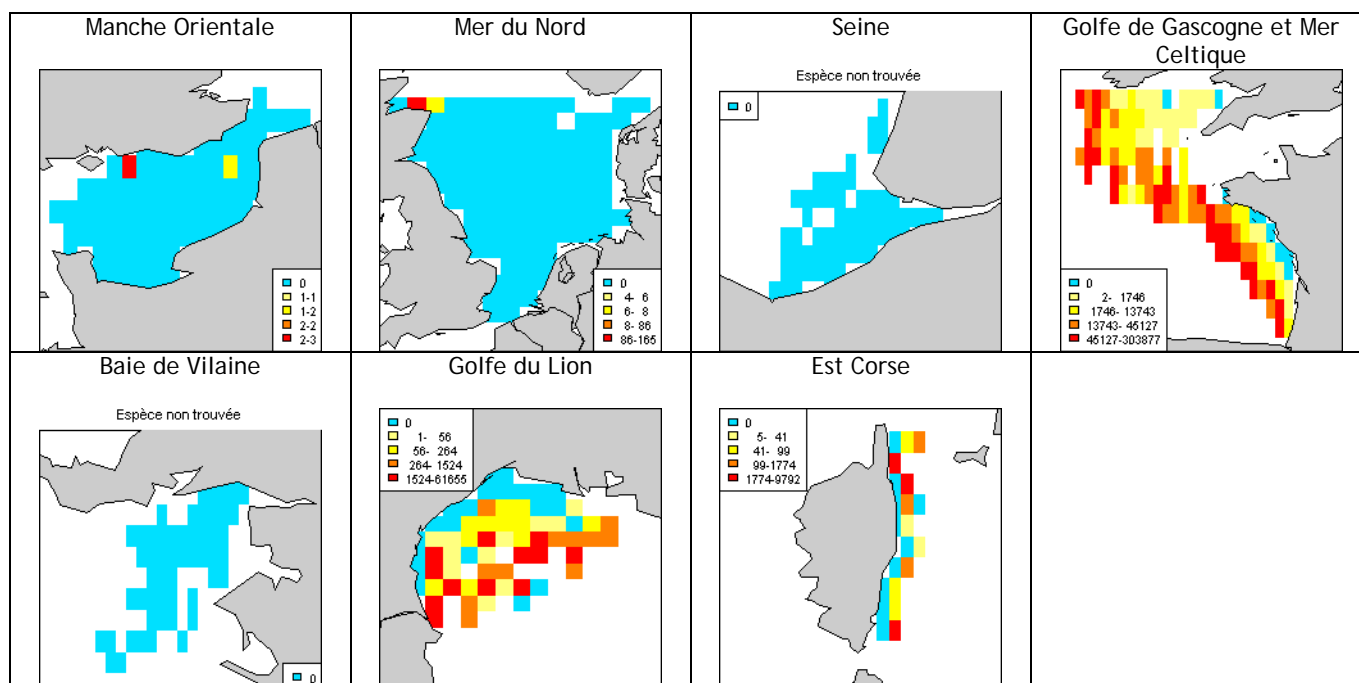 Manche Orientale
0
1-1
1-2
2-2
2-3
Mer du Nord
0
4- 6
6- 8
8- 86
86-165
Seine
Espèce non trouvée
0
Golfe de Gascogne et Mer
Celtique
0
2- 1746
1746- 13743
13743- 45127
45127-303877
Baie de Vilaine
Espèce non trouvée
0
Golfe du Lion
0
1- 56
56- 264
264- 1524
1524-61655
Est Corse
0
5- 41
41- 99
99-1774
1774-9792